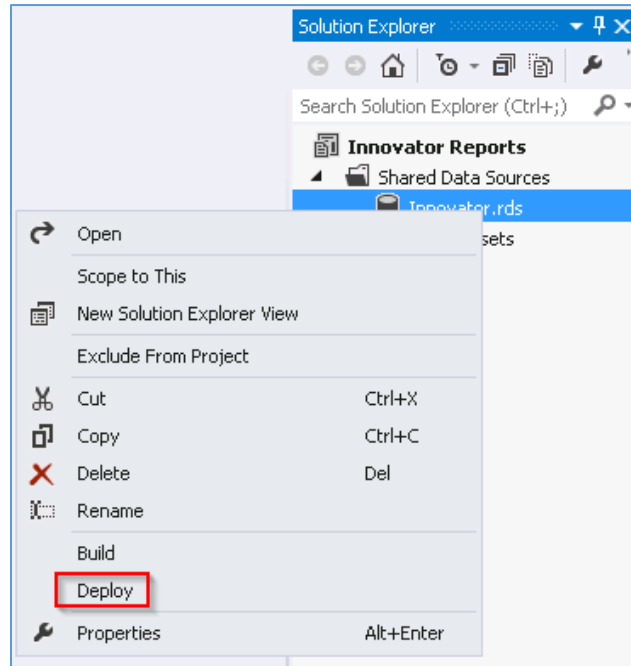 Solution Explorer
Search Solution Explorer (Ctrl+;)
Innovator Reports
Shared Data Sources
Innovator.rds
sets
Open
Scope to This
New Solution Explorer View
Exclude From Project
Cut Ctrl+X
Copy Ctrl+C
Delete Del
Rename
Build
Deploy
Properties Alt+Enter